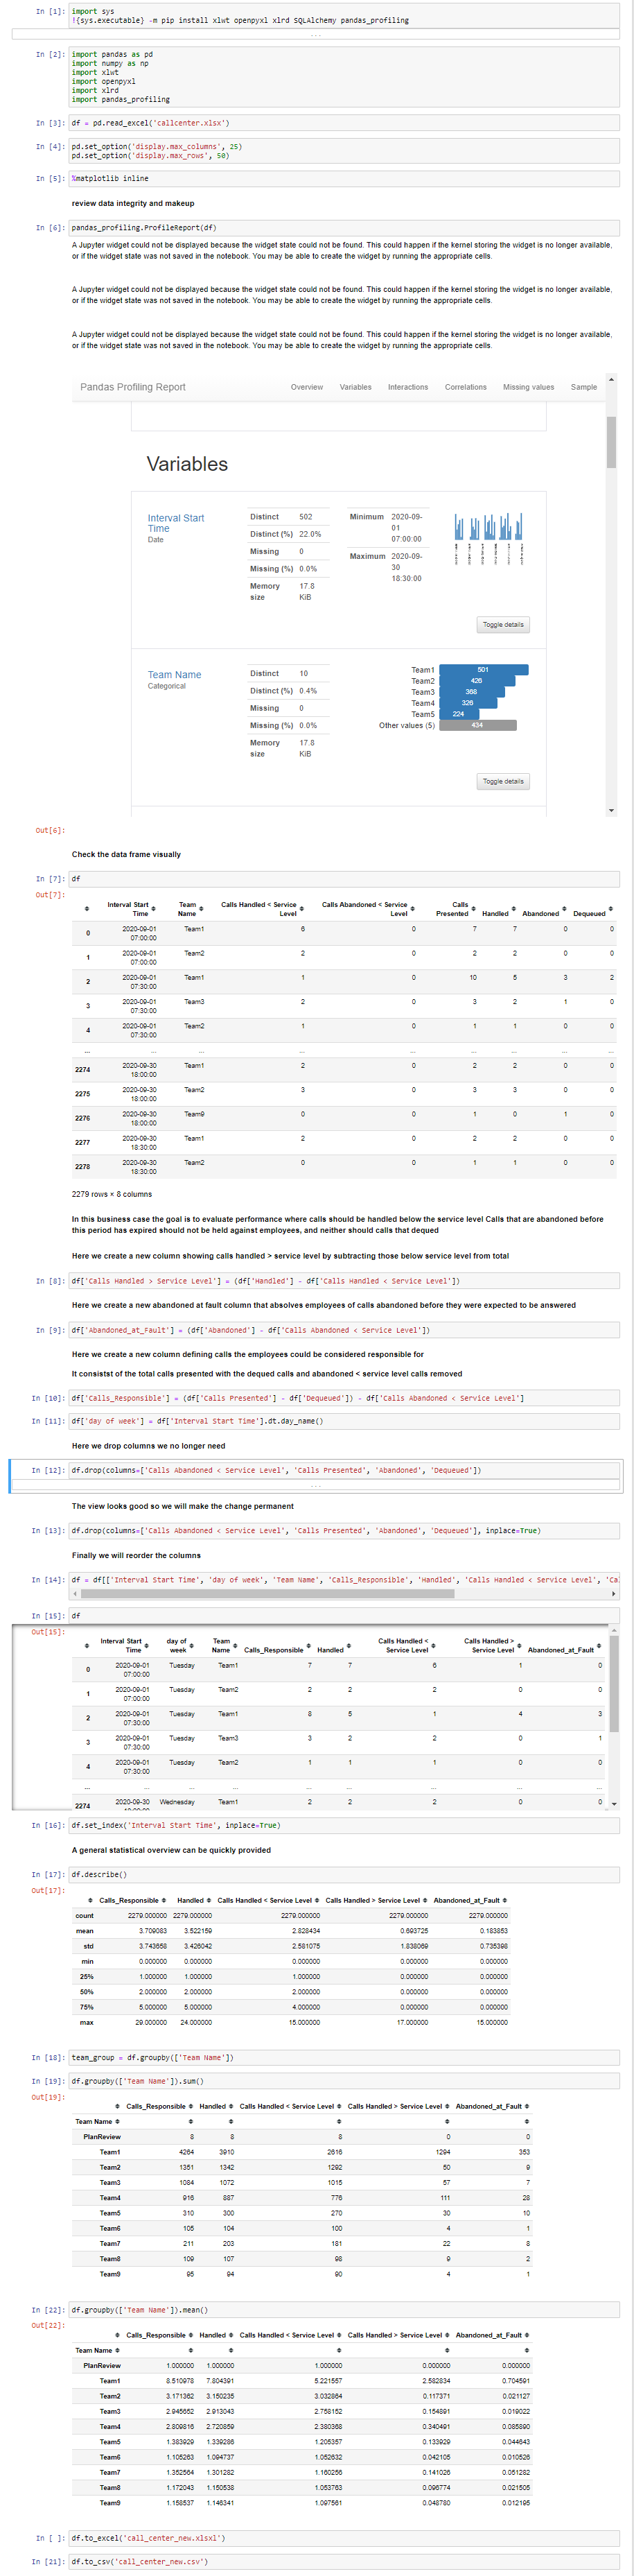 In [1]: import sys
!{sys.executable} -m pip install xlwt openpyxl xlrd SQLAlchemy pandas_profiling
...
In [2]: import pandas as pd
import numpy as np
import xlwt
import openpyxl
import xlrd
import pandas_profiling
In [3]: df = pd.read_excel('callcenter.xlsx')
In [4]: pd.set_option('display.max_columns', 25)
pd.set_option('display.max_rows', 50)
In [5]: %matplotlib inline
review data integrity and makeup
In [6]: pandas_profiling.ProfileReport(df)
A Jupyter widget could not be displayed because the widget state could not be found. This could happen if the kernel storing the widget is no longer available,
or if the widget state was not saved in the notebook. You may be able to create the widget by running the appropriate cells.
A Jupyter widget could not be displayed because the widget state could not be found. This could happen if the kernel storing the widget is no longer available,
or if the widget state was not saved in the notebook. You may be able to create the widget by running the appropriate cells.
A Jupyter widget could not be displayed because the widget state could not be found. This could happen if the kernel storing the widget is no longer available,
or if the widget state was not saved in the notebook. You may be able to create the widget by running the appropriate cells.
Pandas Profiling Report Overview Variables Interactions Correlations Missing values Sample
Variables
Interval Start
Time
Date
Distinct 502
Distinct (%) 22.0%
Missing 0
Missing (%) 0.0%
Memory size 17.8 KiB
Minimum 2020-09-01 07:00:00
Maximum 2020-09-30 18:30:00
Toggle details
Team Name
Categorical
Distinct 10
Distinct (%) 0.4%
Missing 0
Missing (%) 0.0%
Memory size 17.8 KiB
Team1 501
Team2 426
Team3 368
Team4 326
Team5 224
Other values (5) 434
Toggle details
Out[6]:
Check the data frame visually
In [7]: df
Out[7]:
Interval Start Time Team Name Calls Handled < Service Level Calls Abandoned < Service Level Calls Presented Handled Abandoned Dequeued
0 2020-09-01 07:00:00 Team1 6 0 7 7 0 0
1 2020-09-01 07:00:00 Team2 2 0 2 2 0 0
2 2020-09-01 07:30:00 Team1 1 0 10 5 3 2
3 2020-09-01 07:30:00 Team3 2 0 3 2 1 0
4 2020-09-01 07:30:00 Team2 1 0 1 1 0 0
... ... ... ... ... ... ... ... ...
2274 2020-09-30 18:00:00 Team1 2 0 2 2 0 0
2275 2020-09-30 18:00:00 Team2 3 0 3 3 0 0
2276 2020-09-30 18:00:00 Team9 0 0 1 0 1 0
2277 2020-09-30 18:30:00 Team1 2 0 2 2 0 0
2278 2020-09-30 18:30:00 Team2 0 0 1 1 0 0
2279 rows × 8 columns
In this business case the goal is to evaluate performance where calls should be handled below the service level Calls that are abandoned before
this period has expired should not be held against employees, and neither should calls that dequed
Here we create a new column showing calls handled > service level by subtracting those below service level from total
In [8]: df['Calls Handled > Service Level'] = (df['Handled'] - df['Calls Handled < Service Level'])
Here we create a new abandoned at fault column that absolves employees of calls abandoned before they were expected to be answered
In [9]: df['Abandoned_at_Fault'] = (df['Abandoned'] - df['Calls Abandoned < Service Level'])
Here we create a new column defining calls the employees could be considered responsible for
It consistst of the total calls presented with the dequed calls and abandoned < service level calls removed
In [10]: df['Calls_Responsible'] = (df['Calls Presented'] - df['Dequeued']) - df['Calls Abandoned < Service Level']
In [11]: df['day of week'] = df['Interval Start Time'].dt.day_name()
Here we drop columns we no longer need
In [12]: df.drop(columns=['Calls Abandoned < Service Level', 'Calls Presented', 'Abandoned', 'Dequeued'])
...
The view looks good so we will make the change permanent
In [13]: df.drop(columns=['Calls Abandoned < Service Level', 'Calls Presented', 'Abandoned', 'Dequeued'], inplace=True)
Finally we will reorder the columns
In [14]: df = df[['Interval Start Time', 'day of week', 'Team Name', 'Calls_Responsible', 'Handled', 'Calls Handled < Service Level', 'Cal
In [15]: df
Out[15]:
Interval Start Time day of week Team Name Calls_Responsible Handled Calls Handled < Service Level Calls Handled > Service Level Abandoned_at_Fault
0 2020-09-01 07:00:00 Tuesday Team1 7 7 6 1 0
1 2020-09-01 07:00:00 Tuesday Team2 2 2 2 0 0
2 2020-09-01 07:30:00 Tuesday Team1 8 5 1 4 3
3 2020-09-01 07:30:00 Tuesday Team3 3 2 2 0 1
4 2020-09-01 07:30:00 Tuesday Team2 1 1 1 0 0
... ... ... ... ... ... ... ... ...
2274 2020-09-30 18:00:00 Wednesday Team1 2 2 2 0 0
In [16]: df.set_index('Interval Start Time', inplace=True)
A general statistical overview can be quickly provided
In [17]: df.describe()
Out[17]:
Calls_Responsible Handled Calls Handled < Service Level Calls Handled > Service Level Abandoned_at_Fault
count 2279.000000 2279.000000 2279.000000 2279.000000 2279.000000
mean 3.709083 3.522159 2.828434 0.693725 0.183853
std 3.743658 3.426042 2.581075 1.838069 0.735398
min 0.000000 0.000000 0.000000 0.000000 0.000000
25% 1.000000 1.000000 1.000000 0.000000 0.000000
50% 2.000000 2.000000 2.000000 0.000000 0.000000
75% 5.000000 5.000000 4.000000 0.000000 0.000000
max 29.000000 24.000000 15.000000 17.000000 15.000000
In [18]: team_group = df.groupby(['Team Name'])
In [19]: df.groupby(['Team Name']).sum()
Out[19]:
Calls_Responsible Handled Calls Handled < Service Level Calls Handled > Service Level Abandoned_at_Fault
Team Name
PlanReview 8 8 8 0 0
Team1 4264 3910 2616 1294 353
Team2 1351 1342 1292 50 9
Team3 1084 1072 1015 57 7
Team4 916 887 776 111 28
Team5 310 300 270 30 10
Team6 105 104 100 4 1
Team7 211 203 181 22 8
Team8 109 107 98 9 2
Team9 95 94 90 4 1
In [22]: df.groupby(['Team Name']).mean()
Out[22]:
Calls_Responsible Handled Calls Handled < Service Level Calls Handled > Service Level Abandoned_at_Fault
Team Name
PlanReview 1.000000 1.000000 1.000000 0.000000 0.000000
Team1 8.510978 7.804391 5.221557 2.582834 0.704591
Team2 3.171362 3.150235 3.032864 0.117371 0.021127
Team3 2.945652 2.913043 2.758152 0.154891 0.019022
Team4 2.809816 2.720859 2.380368 0.340491 0.085890
Team5 1.383929 1.339286 1.205357 0.133929 0.044643
Team6 1.105263 1.094737 1.052632 0.042105 0.010526
Team7 1.352564 1.301282 1.160256 0.141026 0.051282
Team8 1.172043 1.150538 1.053763 0.096774 0.021505
Team9 1.158537 1.146341 1.097561 0.048780 0.012195
In [ ]: df.to_excel('call_center_new.xlsxl')
In [21]: df.to_csv('call_center_new.csv')